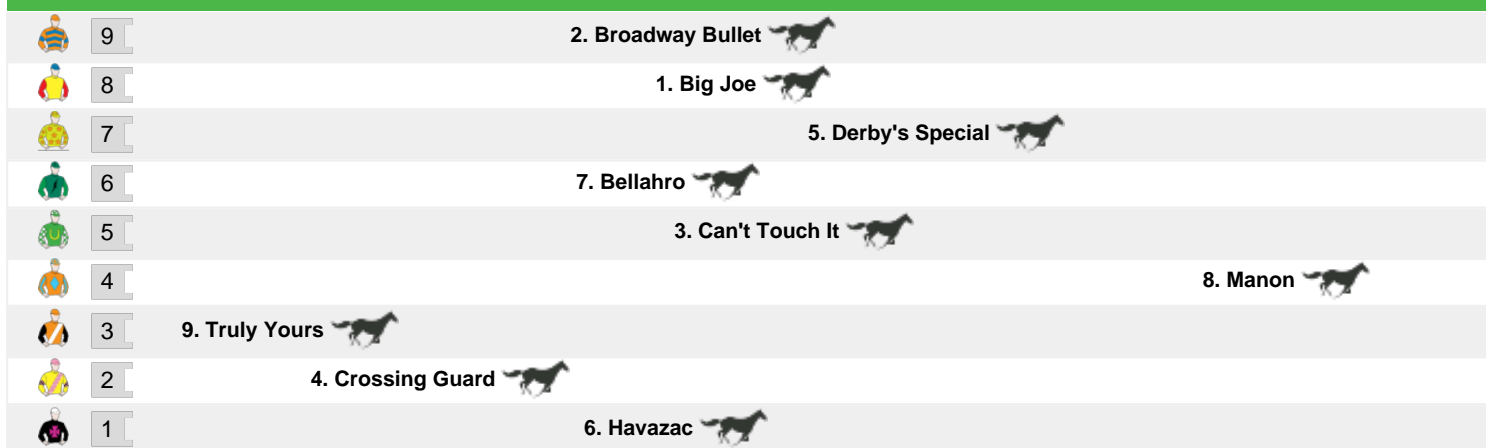 9 2. Broadway Bullet
8 1. Big Joe
7 5. Derby's Special
6 7. Bellahro
5 3. Can't Touch It
4 8. Manon
3 9. Truly Yours
2 4. Crossing Guard
1 6. Havazac